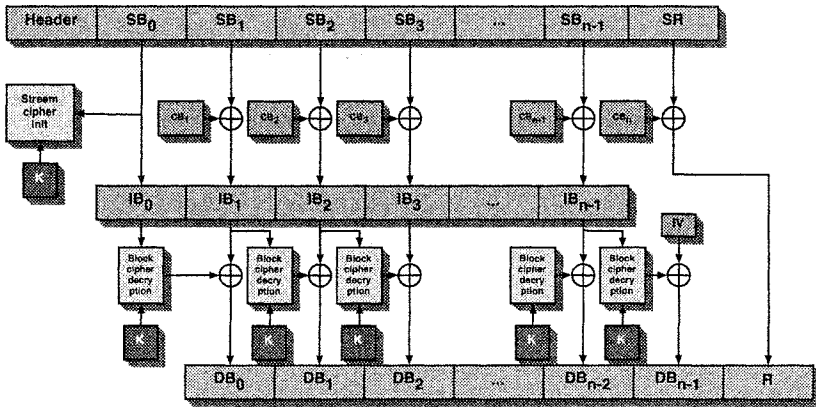 Header SB0 SB1 SB2 SB3 ... SBn-1 SR
Stream
cipher
init
CB1 CB2 CB3 CBn-1 CBn
K
IB0 IB1 IB2 IB3 ... IBn-1
IV
Block
cipher
decry
ption
Block
cipher
decry
ption
Block
cipher
decry
ption
Block
cipher
decry
ption
Block
cipher
decry
ption
K K K K K
DB0 DB1 DB2 ... DBn-2 DBn-1 R